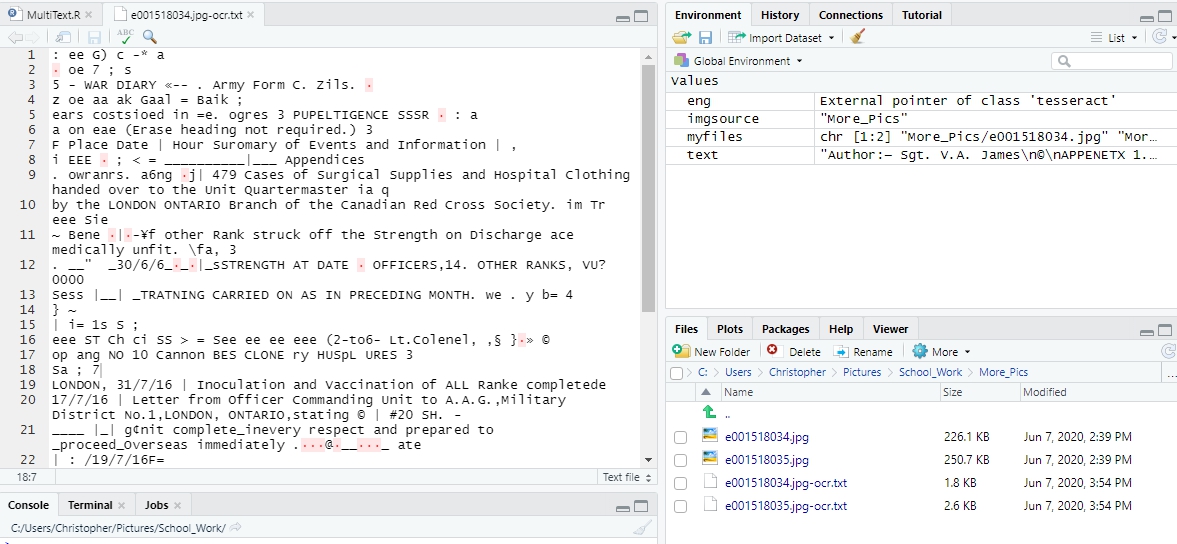 MultiText.R
e001518034.jpg-ocr.txt
ABC
1 : ee G) c -* a
2 · oe 7 ; s
3 5 - WAR DIARY «-- . Army Form C. Zils. ·
4 z oe aa ak Gaal = Baik ;
5 ears costsioed in =e. ogres 3 PUPELTIGENCE SSSR · : a
6 a on eae (Erase heading not required.) 3
7 F Place Date | Hour Suromary of Events and Information | ,
8 i EEE · ; < = __________|___ Appendices
9 . owranrs. a6ng ·j| 479 Cases of Surgical Supplies and Hospital Clothing
handed over to the Unit Quartermaster ia q
10 by the LONDON ONTARIO Branch of the Canadian Red Cross Society. im Tr
eee Sie
11 ~ Bene ·|·-¥f other Rank struck off the Strength on Discharge ace
medically unfit. \fa, 3
12 . __" _30/6/6_·_·|_sSTRENGTH AT DATE · OFFICERS,14. OTHER RANKS, VU?
0000
13 Sess |__| _TRATNING CARRIED ON AS IN PRECEDING MONTH. we . y b= 4
14 } ~
15 | i= 1s S ;
16 eee ST Ch ci SS > = See ee ee eee (2-to6- Lt.Colenel, ,§ }·» ©
17 op ang NO 10 Cannon BES CLONE ry HUSpL URES 3
18 Sa ; 7
19 LONDON, 31/7/16 | Inoculation and Vaccination of ALL Ranke completede
20 17/7/16 | Letter from Officer Commanding Unit to A.A.G.,Military
District No.1,LONDON, ONTARIO,stating © | #20 SH. -
21 ____ |_| g¢nit complete_inevery respect and prepared to
_proceed_Overseas immediately .···@·__···_ ate
22 | : /19/7/16F=
18:7
Text file
Console Terminal Jobs
C:/Users/Christopher/Pictures/School_Work/
Environment History Connections Tutorial
Import Dataset List
Global Environment
values
eng External pointer of class 'tesseract'
imgsource "More_Pics"
myfiles chr [1:2] "More_Pics/e001518034.jpg" "Mor…
text "Author:— Sgt. V.A. James\n©\nAPPENETX 1.…
Files Plots Packages Help Viewer
New Folder Delete Rename More
C: Users Christopher Pictures School_Work More_Pics ...
Name Size Modified
..
e001518034.jpg 226.1 KB Jun 7, 2020, 2:39 PM
e001518035.jpg 250.7 KB Jun 7, 2020, 2:39 PM
e001518034.jpg-ocr.txt 1.8 KB Jun 7, 2020, 3:54 PM
e001518035.jpg-ocr.txt 2.6 KB Jun 7, 2020, 3:54 PM